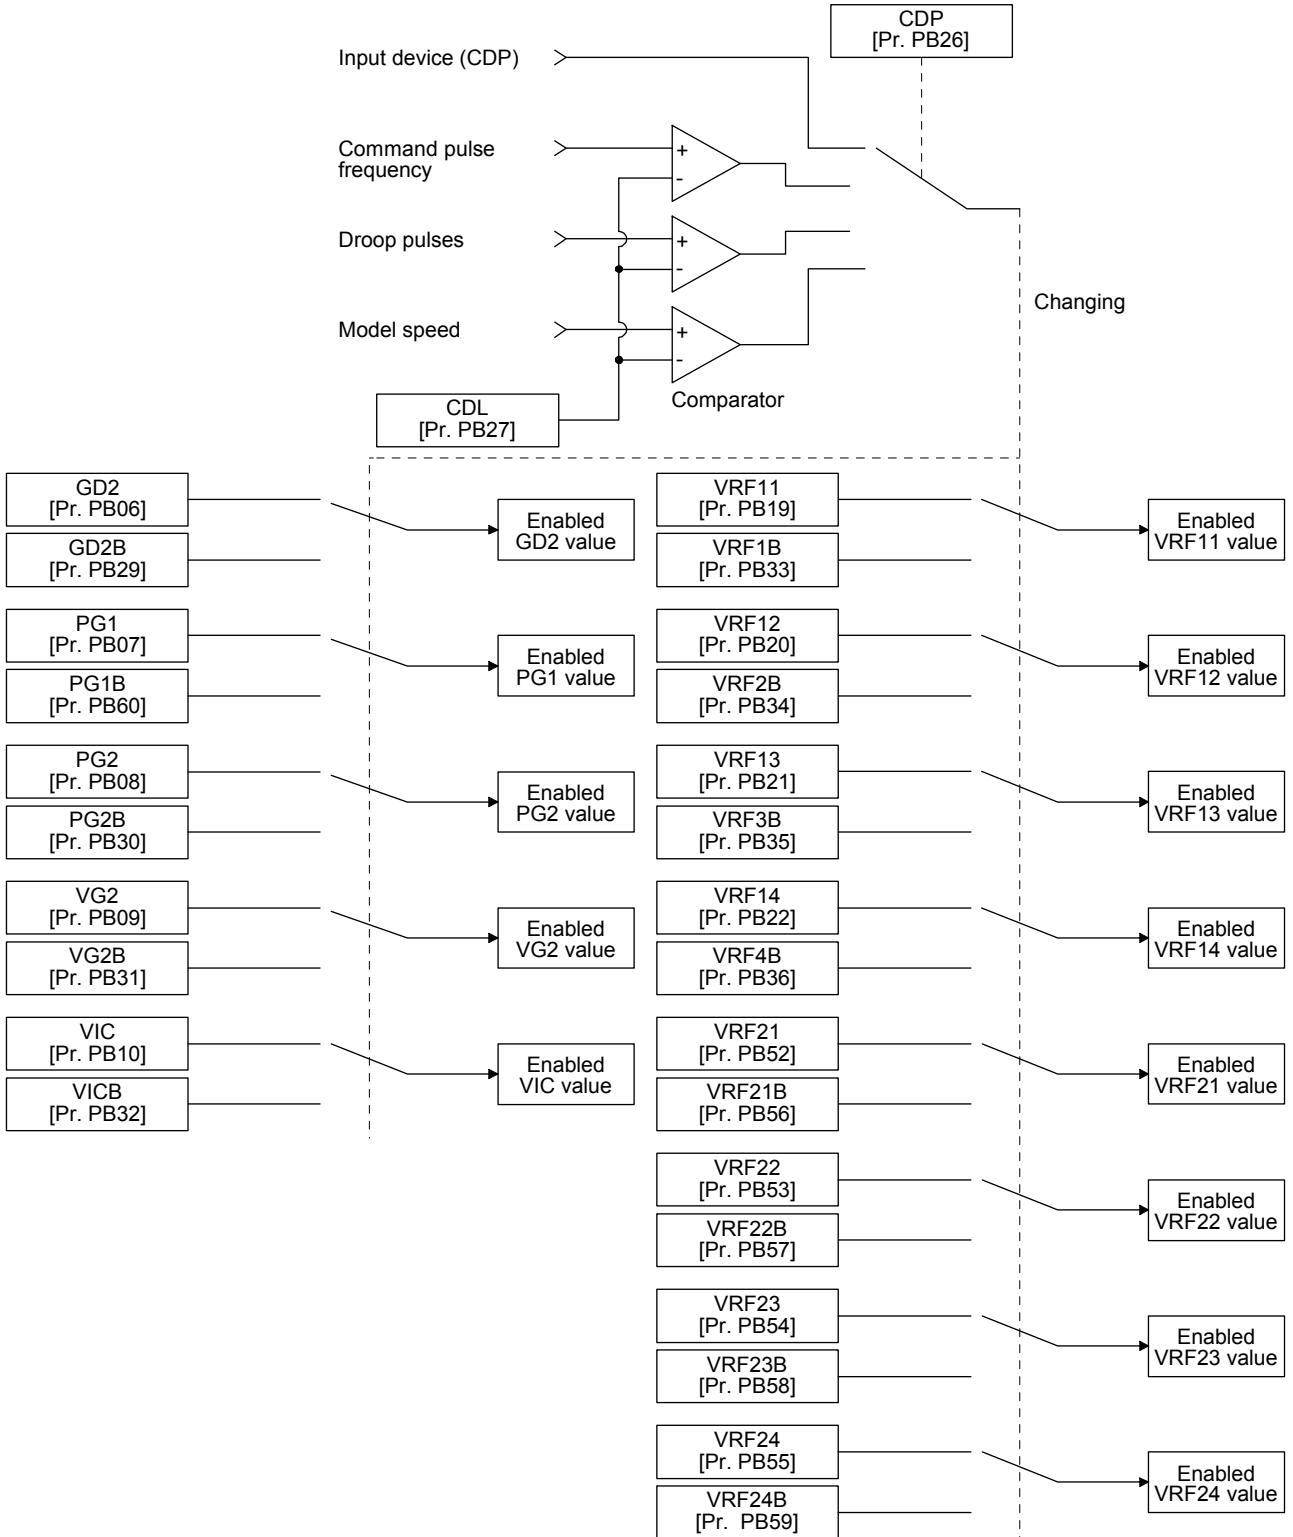 CDP
[Pr. PB26]
Input device (CDP)
Command pulse
frequency
+
-
Droop pulses
+
-
Changing
Model speed
+
-
Comparator
CDL
[Pr. PB27]
GD2
[Pr. PB06]
GD2B
[Pr. PB29]
Enabled
GD2 value
PG1
[Pr. PB07]
PG1B
[Pr. PB60]
Enabled
PG1 value
PG2
[Pr. PB08]
PG2B
[Pr. PB30]
Enabled
PG2 value
VG2
[Pr. PB09]
VG2B
[Pr. PB31]
Enabled
VG2 value
VIC
[Pr. PB10]
VICB
[Pr. PB32]
Enabled
VIC value
VRF11
[Pr. PB19]
VRF1B
[Pr. PB33]
Enabled
VRF11 value
VRF12
[Pr. PB20]
VRF2B
[Pr. PB34]
Enabled
VRF12 value
VRF13
[Pr. PB21]
VRF3B
[Pr. PB35]
Enabled
VRF13 value
VRF14
[Pr. PB22]
VRF4B
[Pr. PB36]
Enabled
VRF14 value
VRF21
[Pr. PB52]
VRF21B
[Pr. PB56]
Enabled
VRF21 value
VRF22
[Pr. PB53]
VRF22B
[Pr. PB57]
Enabled
VRF22 value
VRF23
[Pr. PB54]
VRF23B
[Pr. PB58]
Enabled
VRF23 value
VRF24
[Pr. PB55]
VRF24B
[Pr. PB59]
Enabled
VRF24 value